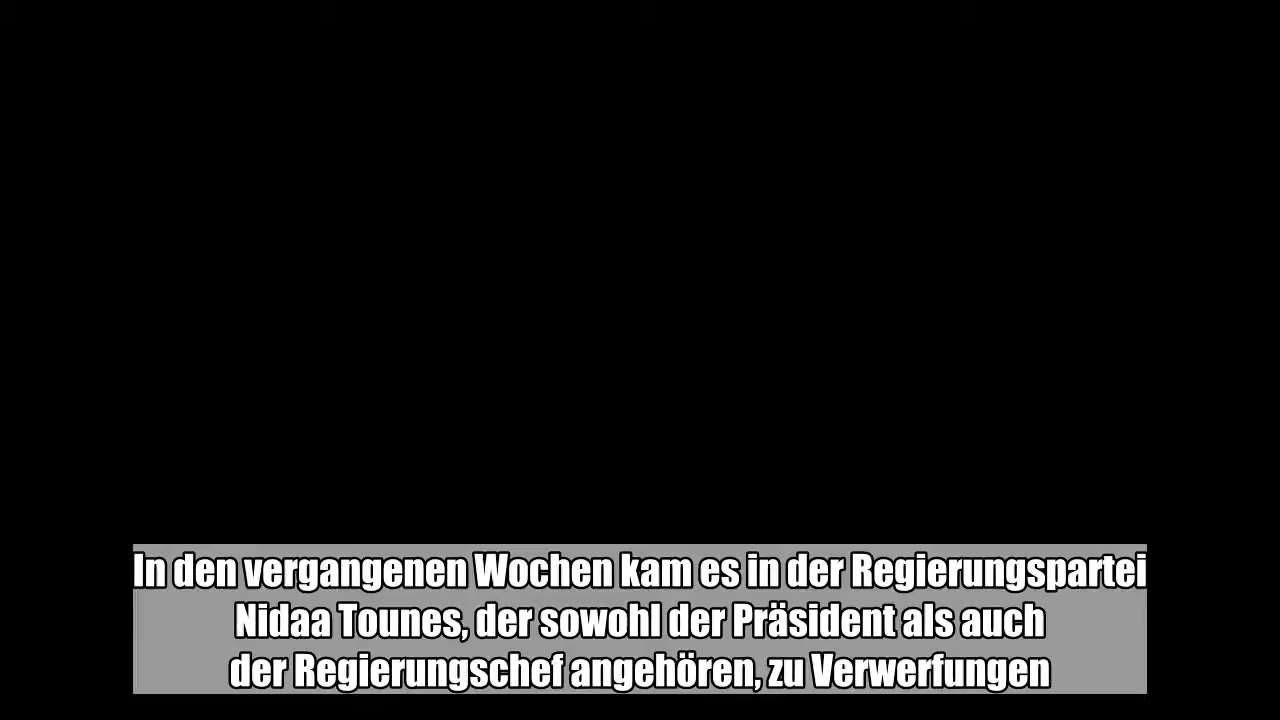 In den vergangenen Wochen kam es in der Regierungspartei
Nidaa Tounes, der sowohl der Präsident als auch
der Regierungschef angehören, zu Verwerfungen